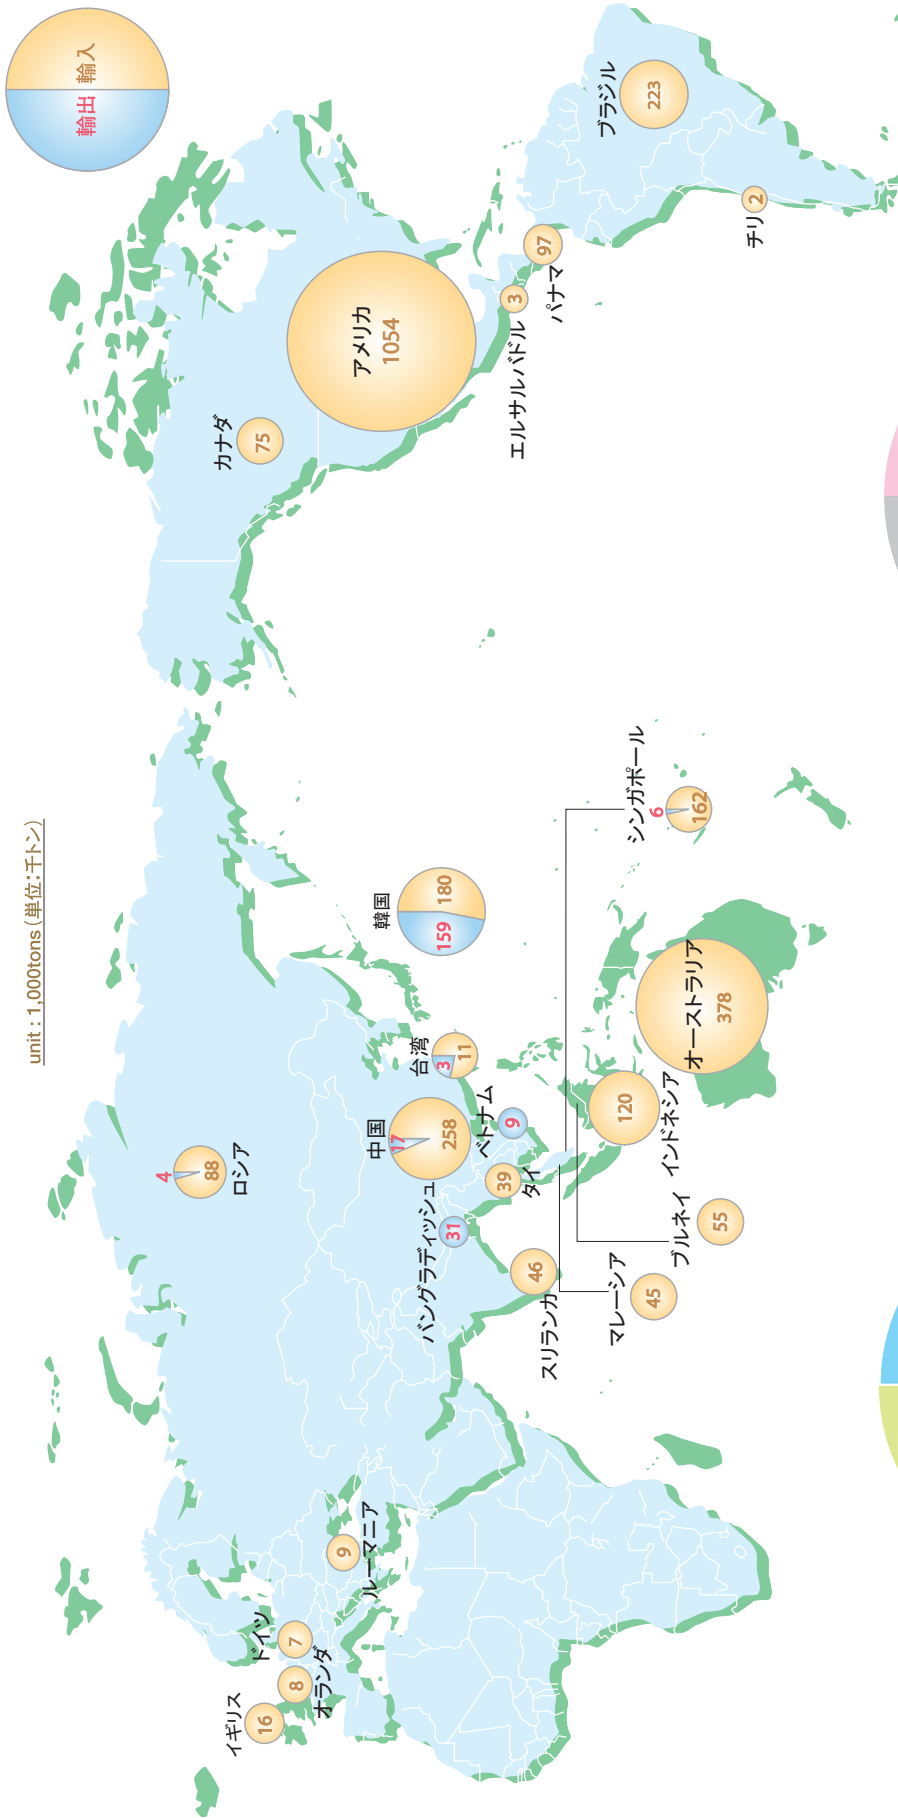 unit : 1,000tons (単位:千トン)
輸出 輸入
イギリス
16
オランダ
8
ドイツ
7
ルーマニア
9
ロシア
4
88
中国
17
258
台湾
3
11
韓国
159
180
バングラディッシュ
31
ベトナム
9
タイ
39
スリランカ
46
マレーシア
45
ブルネイ
55
インドネシア
120
シンガポール
6
162
オーストラリア
378
カナダ
75
アメリカ
1054
エルサルバドル
3
パナマ
97
ブラジル
223
チリ
2